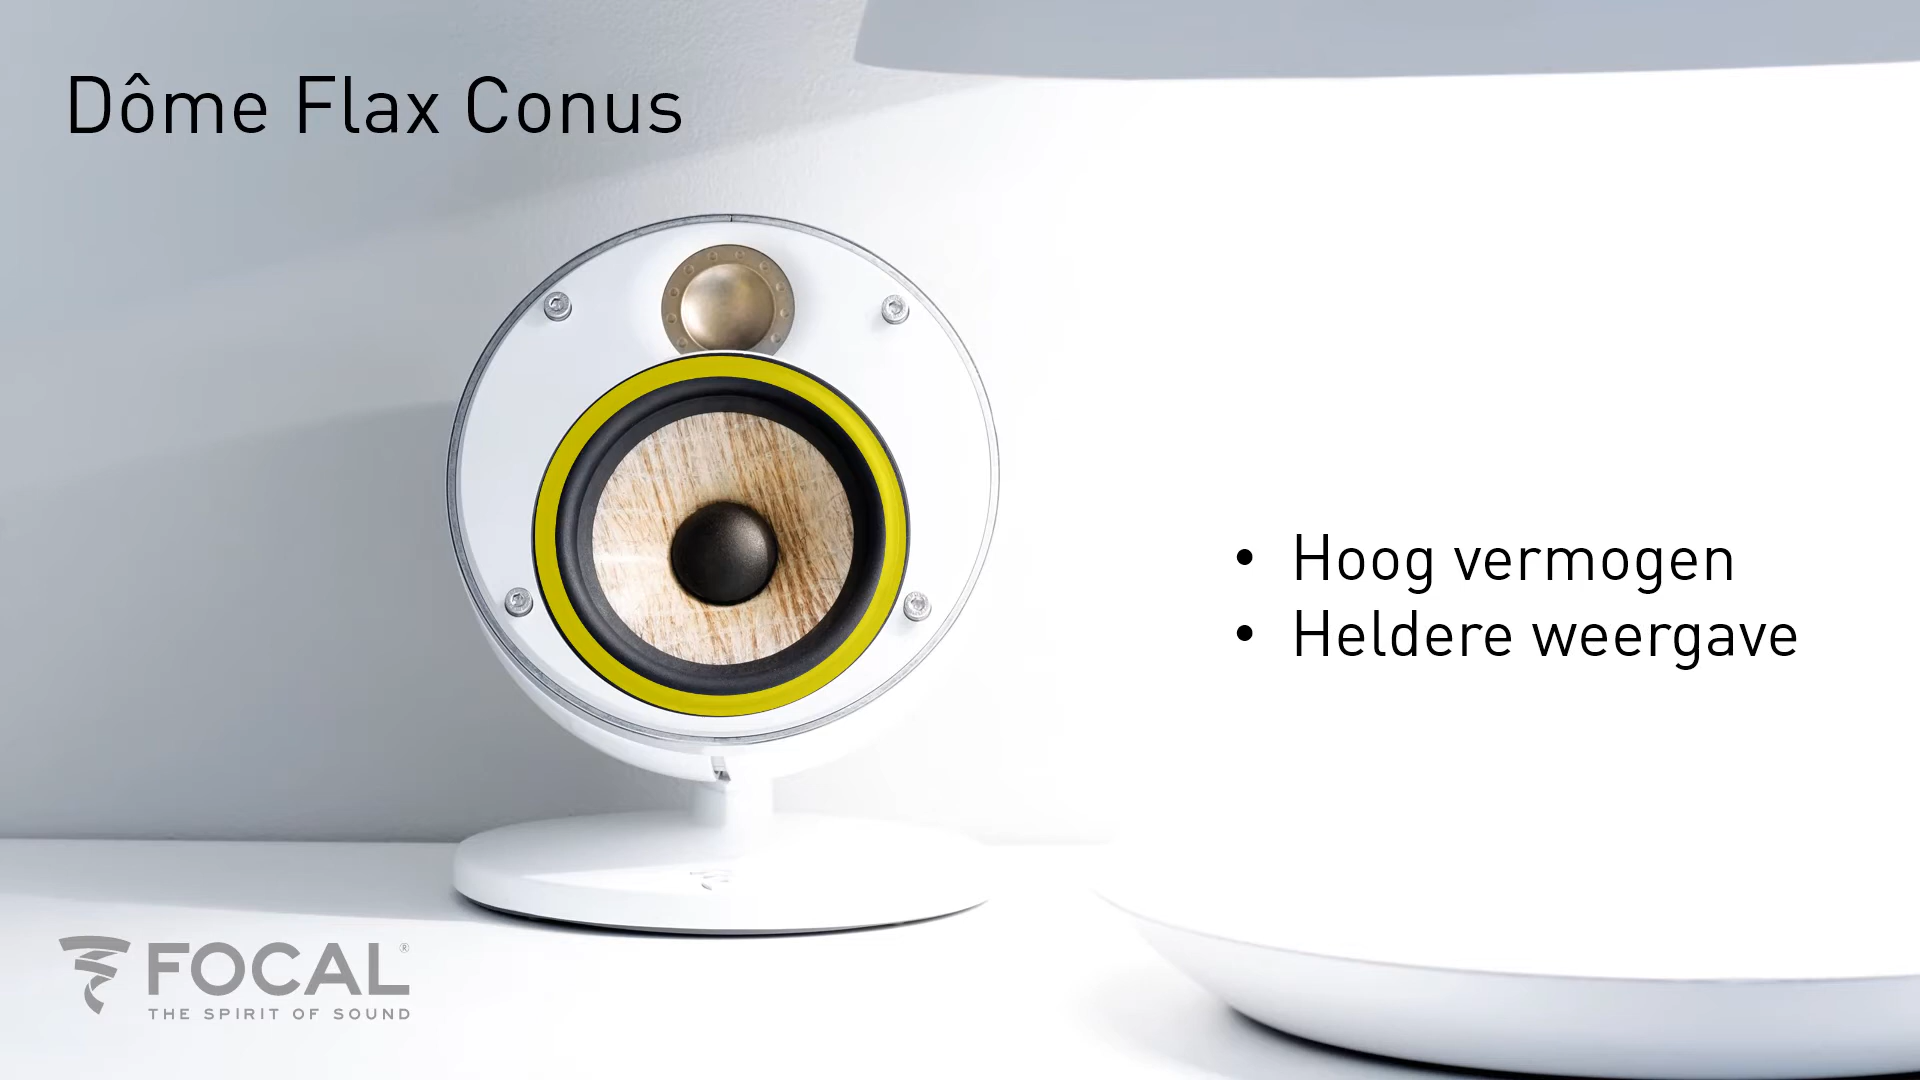 Dôme Flax Conus
• Hoog vermogen
• Heldere weergave
FOCAL®
THE SPIRIT OF SOUND